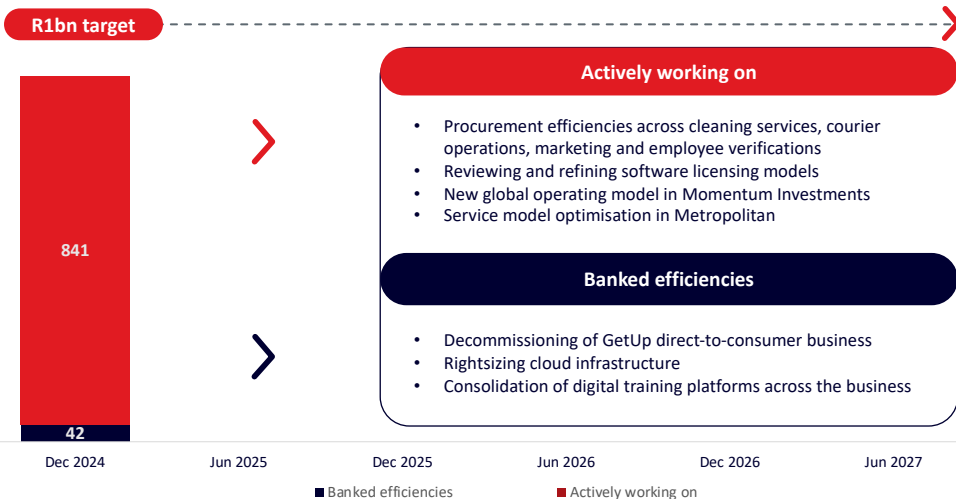 R1bn target
Actively working on
• Procurement efficiencies across cleaning services, courier
operations, marketing and employee verifications
• Reviewing and refining software licensing models
• New global operating model in Momentum Investments
• Service model optimisation in Metropolitan
841
Banked efficiencies
• Decommissioning of GetUp direct-to-consumer business
• Rightsizing cloud infrastructure
• Consolidation of digital training platforms across the business
42
Dec 2024 Jun 2025 Dec 2025 Jun 2026 Dec 2026 Jun 2027
Banked efficiencies Actively working on